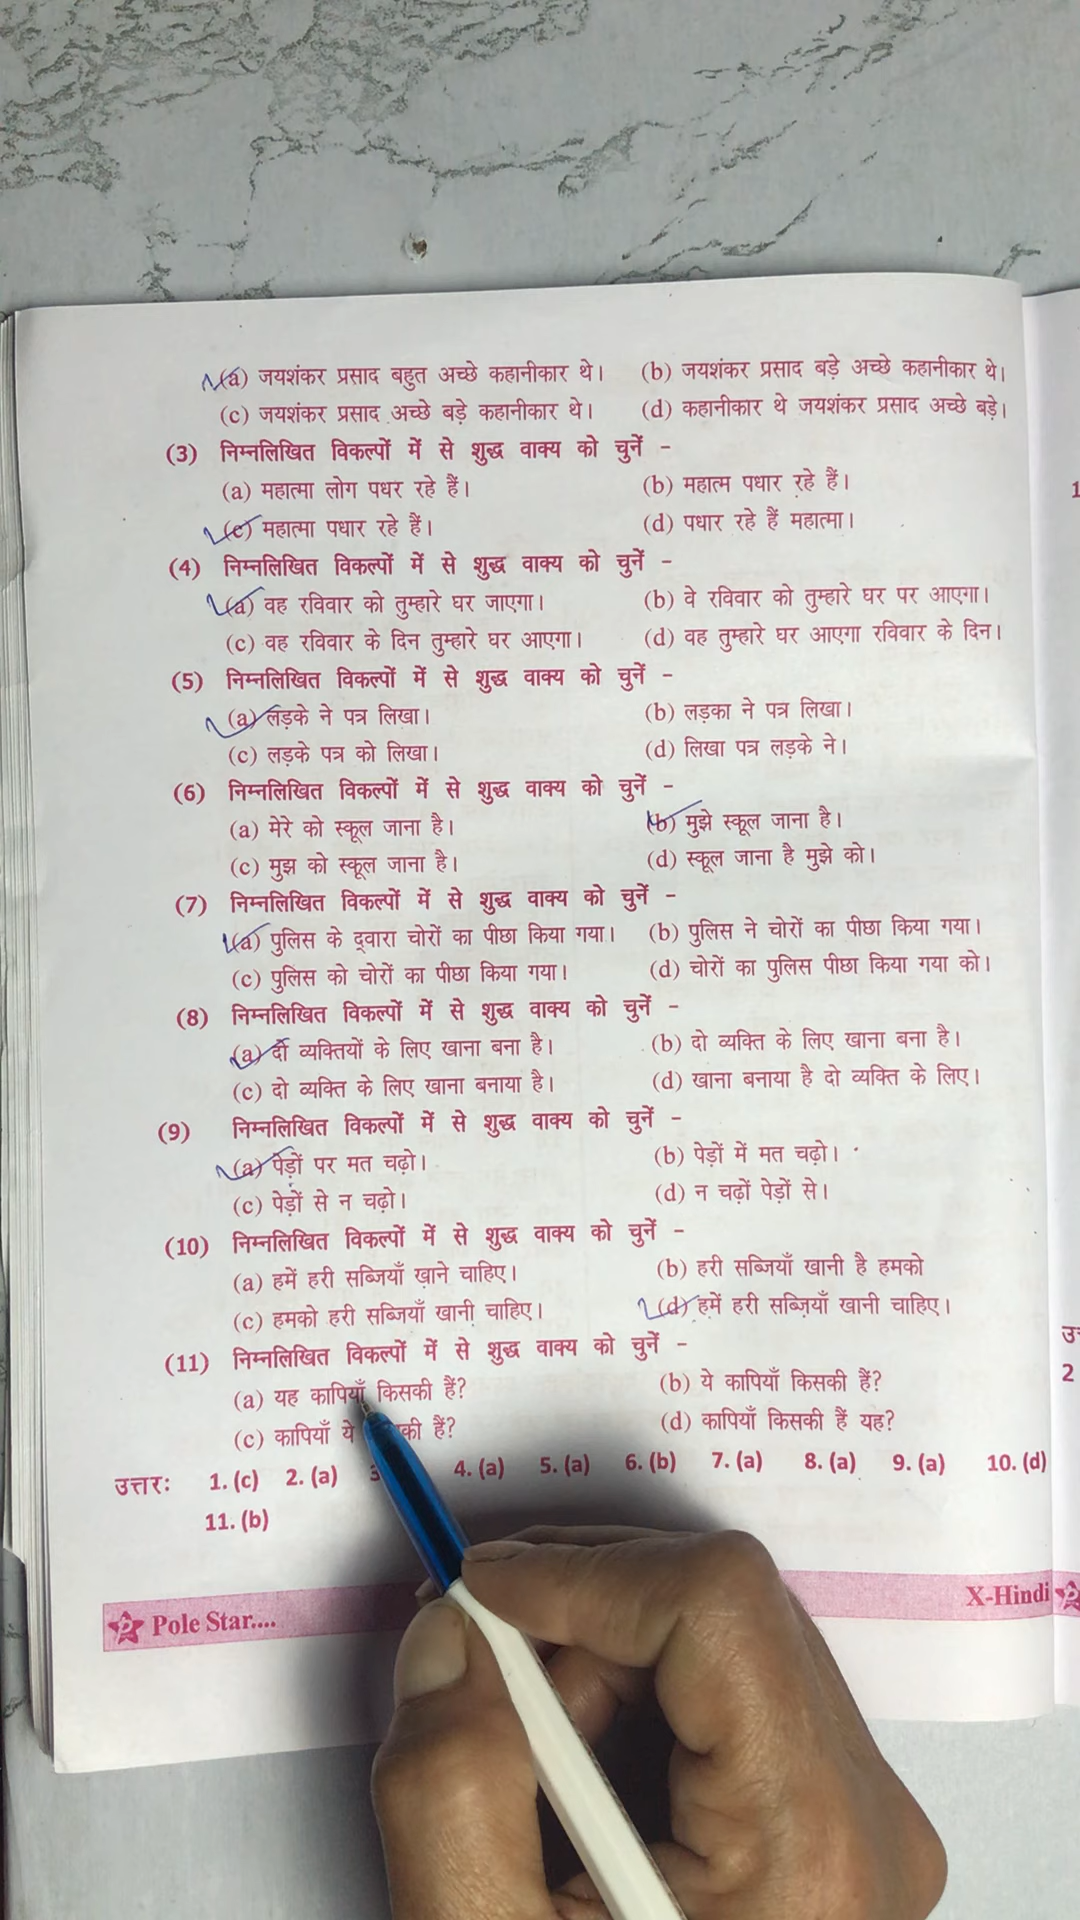 (a) जयशंकर प्रसाद बहुत अच्छे कहानीकार थे। (b) जयशंकर प्रसाद बड़े अच्छे कहानीकार थे।
(c) जयशंकर प्रसाद अच्छे बड़े कहानीकार थे। (d) कहानीकार थे जयशंकर प्रसाद अच्छे बड़े।
(3) निम्नलिखित विकल्पों में से शुद्ध वाक्य को चुनें -
(a) महात्मा लोग पधर रहे हैं। (b) महात्म पधार रहे हैं।
(c) महात्मा पधार रहे हैं। (d) पधार रहे हैं महात्मा।
(4) निम्नलिखित विकल्पों में से शुद्ध वाक्य को चुनें -
(a) वह रविवार को तुम्हारे घर जाएगा। (b) वे रविवार को तुम्हारे घर पर आएगा।
(c) वह रविवार के दिन तुम्हारे घर आएगा। (d) वह तुम्हारे घर आएगा रविवार के दिन।
(5) निम्नलिखित विकल्पों में से शुद्ध वाक्य को चुनें -
(a) लड़के ने पत्र लिखा। (b) लड़का ने पत्र लिखा।
(c) लड़के पत्र को लिखा। (d) लिखा पत्र लड़के ने।
(6) निम्नलिखित विकल्पों में से शुद्ध वाक्य को चुनें -
(a) मेरे को स्कूल जाना है। (b) मुझे स्कूल जाना है।
(c) मुझ को स्कूल जाना है। (d) स्कूल जाना है मुझे को।
(7) निम्नलिखित विकल्पों में से शुद्ध वाक्य को चुनें -
(a) पुलिस के द्वारा चोरों का पीछा किया गया। (b) पुलिस ने चोरों का पीछा किया गया।
(c) पुलिस को चोरों का पीछा किया गया। (d) चोरों का पुलिस पीछा किया गया को।
(8) निम्नलिखित विकल्पों में से शुद्ध वाक्य को चुनें -
(a) दो व्यक्तियों के लिए खाना बना है। (b) दो व्यक्ति के लिए खाना बना है।
(c) दो व्यक्ति के लिए खाना बनाया है। (d) खाना बनाया है दो व्यक्ति के लिए।
(9) निम्नलिखित विकल्पों में से शुद्ध वाक्य को चुनें -
(a) पेड़ों पर मत चढ़ो। (b) पेड़ों में मत चढ़ो।
(c) पेड़ों से न चढ़ो। (d) न चढ़ों पेड़ों से।
(10) निम्नलिखित विकल्पों में से शुद्ध वाक्य को चुनें -
(a) हमें हरी सब्जियाँ खाने चाहिए। (b) हरी सब्जियाँ खानी है हमको
(c) हमको हरी सब्जियाँ खानी चाहिए। (d) हमें हरी सब्ज़ियाँ खानी चाहिए।
(11) निम्नलिखित विकल्पों में से शुद्ध वाक्य को चुनें -
(a) यह कापियाँ किसकी हैं? (b) ये कापियाँ किसकी हैं?
(c) कापियाँ ये की हैं? (d) कापियाँ किसकी हैं यह?
उत्तर: 1. (c) 2. (a) 4. (a) 5. (a) 6. (b) 7. (a) 8. (a) 9. (a) 10. (d)
11. (b)
Pole Star.... X-Hindi